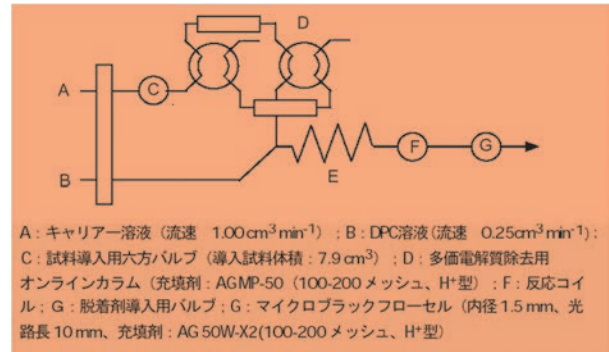 D
A
C
B
E
F
G
A：キャリアー溶液（流速　1.00cm³ min⁻¹）；B：DPC溶液（流速　0.25cm³ min⁻¹）；
C：試料導入用六方バルブ（導入試料体積：7.9 cm³）；D：多価電解質除去用
オンラインカラム（充填剤：AGMP-50（100-200 メッシュ、H⁺型）；F：反応コイ
ル；G：脱着剤導入用バルブ；G：マイクロブラックフローセル（内径 1.5 mm、光
路長 10 mm、充填剤：AG 50W-X2(100-200 メッシュ、H⁺型）